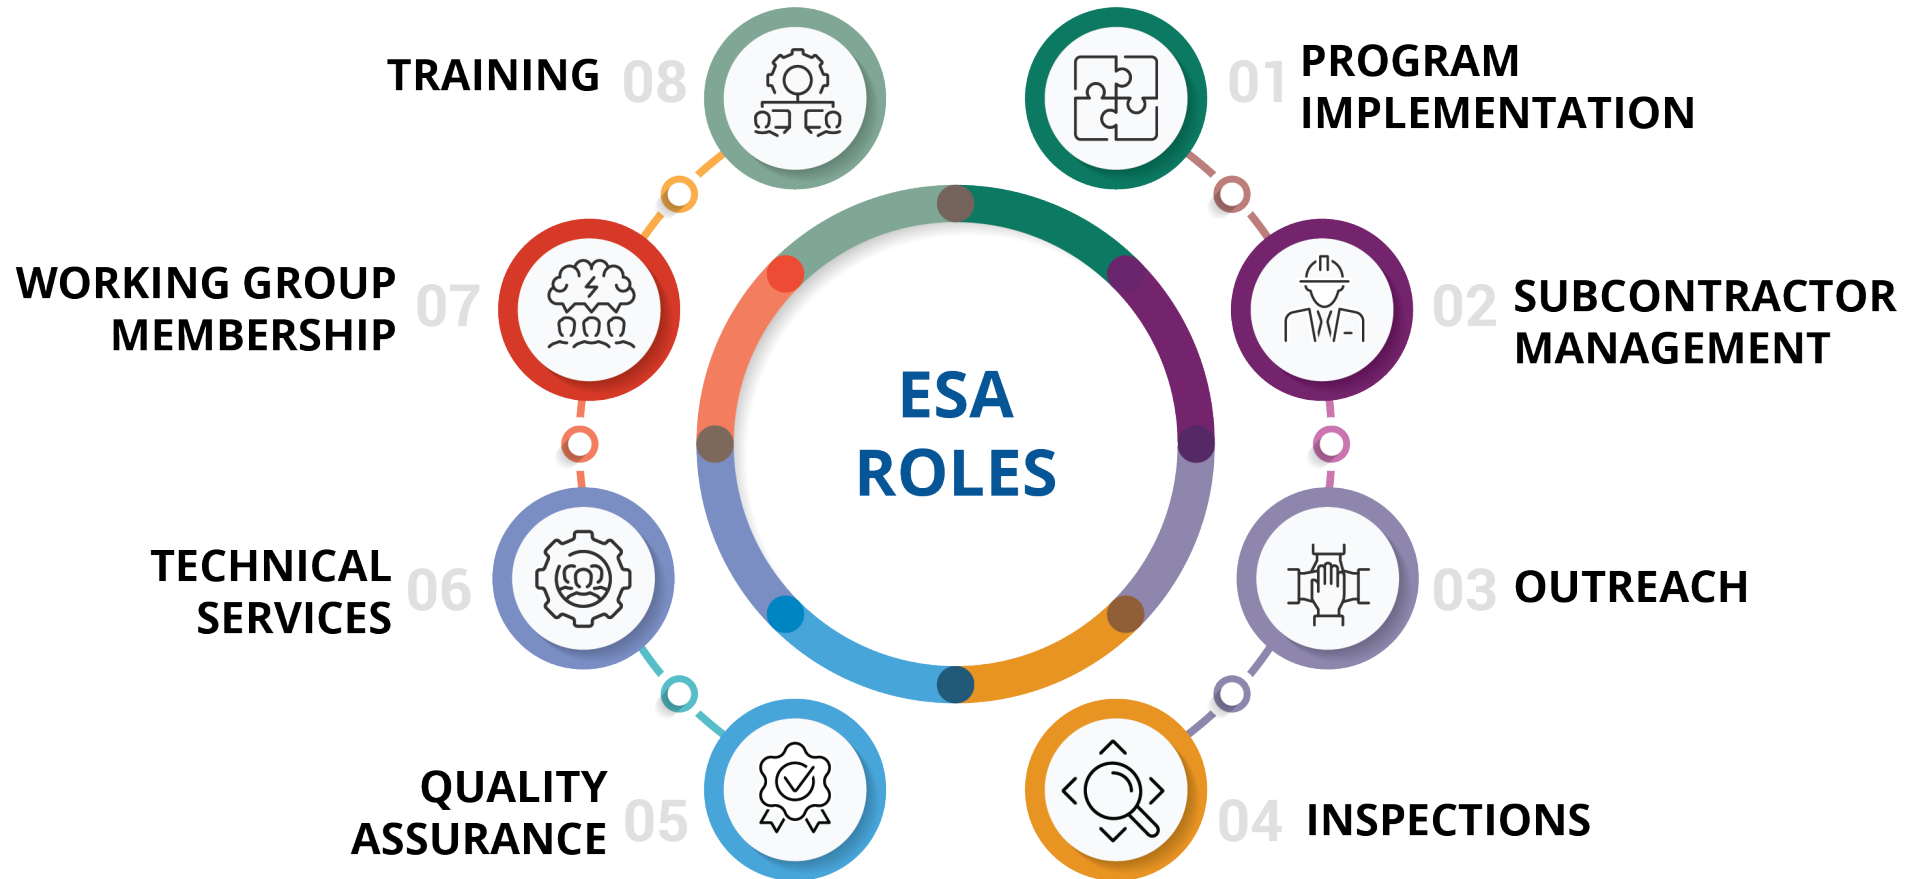 ESA
ROLES
01
PROGRAM
IMPLEMENTATION
02
SUBCONTRACTOR
MANAGEMENT
03
OUTREACH
04
INSPECTIONS
05
QUALITY
ASSURANCE
06
TECHNICAL
SERVICES
07
WORKING GROUP
MEMBERSHIP
08
TRAINING